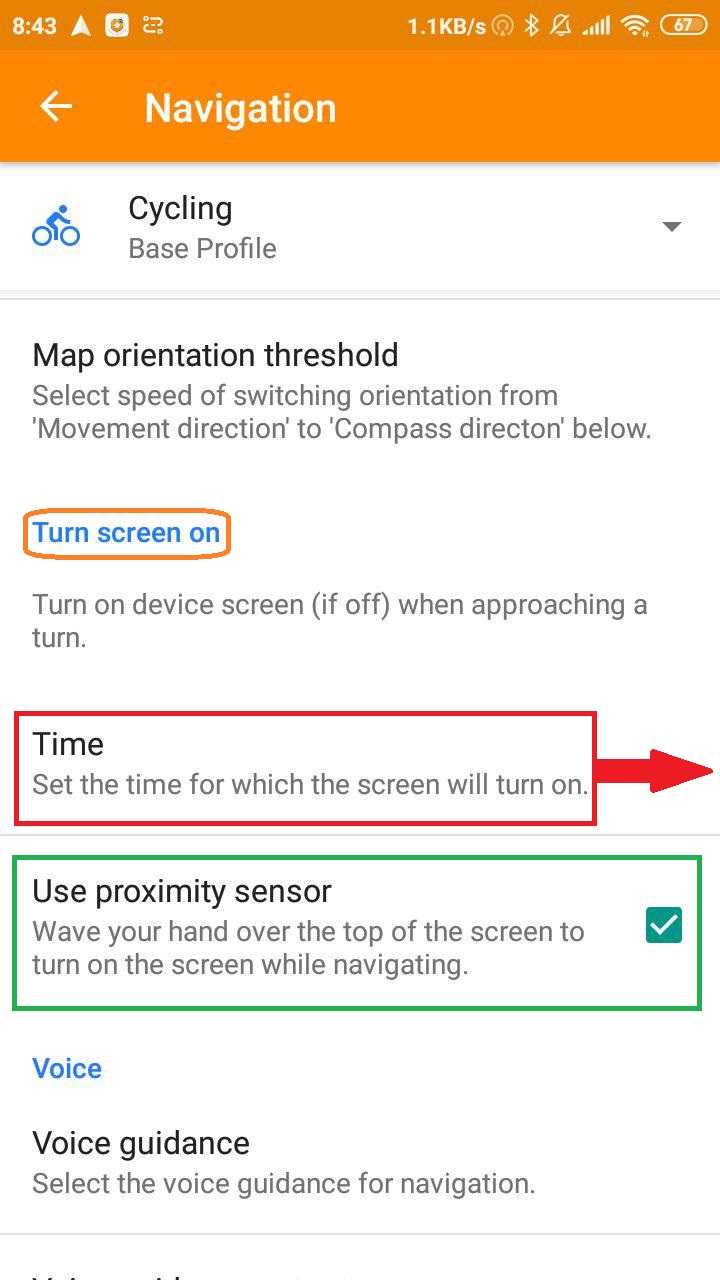 8:43 1.1KB/s 67
Navigation
Cycling
Base Profile
Map orientation threshold
Select speed of switching orientation from
'Movement direction' to 'Compass directon' below.
Turn screen on
Turn on device screen (if off) when approaching a
turn.
Time
Set the time for which the screen will turn on.
Use proximity sensor
Wave your hand over the top of the screen to
turn on the screen while navigating.
Voice
Voice guidance
Select the voice guidance for navigation.